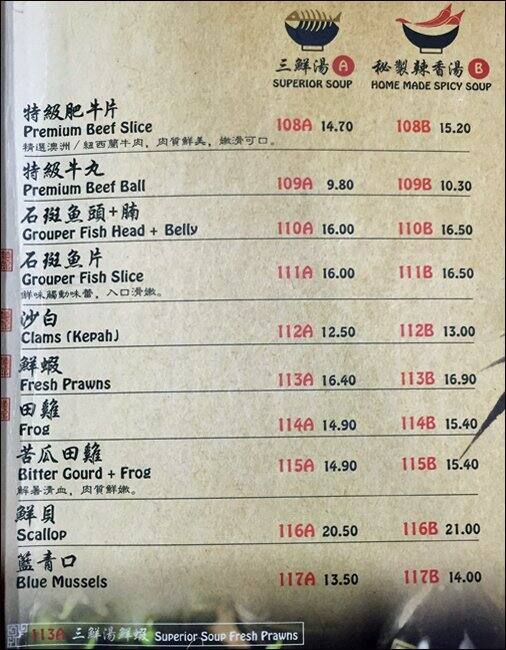 三鮮湯 A 秘製辣香湯 B
SUPERIOR SOUP HOME MADE SPICY SOUP
特級肥牛片
Premium Beef Slice 108A 14.70 108B 15.20
精選澳洲/紐西蘭牛肉，肉質鮮美，嫩滑可口。
特級牛丸
Premium Beef Ball 109A 9.80 109B 10.30
石斑魚頭+腩
Grouper Fish Head + Belly 110A 16.00 110B 16.50
石斑魚片
Grouper Fish Slice 111A 16.00 111B 16.50
鮮味觸動味蕾，入口滑嫩。
沙白
Clams (Kepah) 112A 12.50 112B 13.00
鮮蝦
Fresh Prawns 113A 16.40 113B 16.90
田雞
Frog 114A 14.90 114B 15.40
苦瓜田雞
Bitter Gourd + Frog 115A 14.90 115B 15.40
解暑清血，肉質鮮嫩。
鮮貝
Scallop 116A 20.50 116B 21.00
藍青口
Blue Mussels 117A 13.50 117B 14.00
113A 三鮮湯鮮蝦 Superior Soup Fresh Prawns